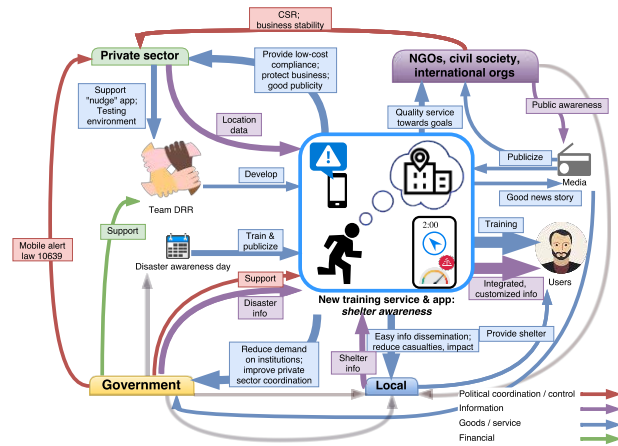 CSR;
business stability
Private sector
Provide low-cost
compliance;
protect business;
good publicity
NGOs, civil society,
international orgs
Support
"nudge" app;
Testing
environment
Location
data
Quality service
towards goals
Public awareness
Publicize
Media
Good news story
Develop
Team DRR
Support
Mobile alert
law 10639
Train &
publicize
Disaster awareness day
2:00
Training
Users
Support
Disaster
info
Integrated,
customized info
New training service & app:
shelter awareness
Reduce demand
on institutions;
improve private
sector coordination
Shelter
info
Easy info dissemination;
reduce casualties, impact
Provide shelter
Government
Local
Political coordination / control
Information
Goods / service
Financial